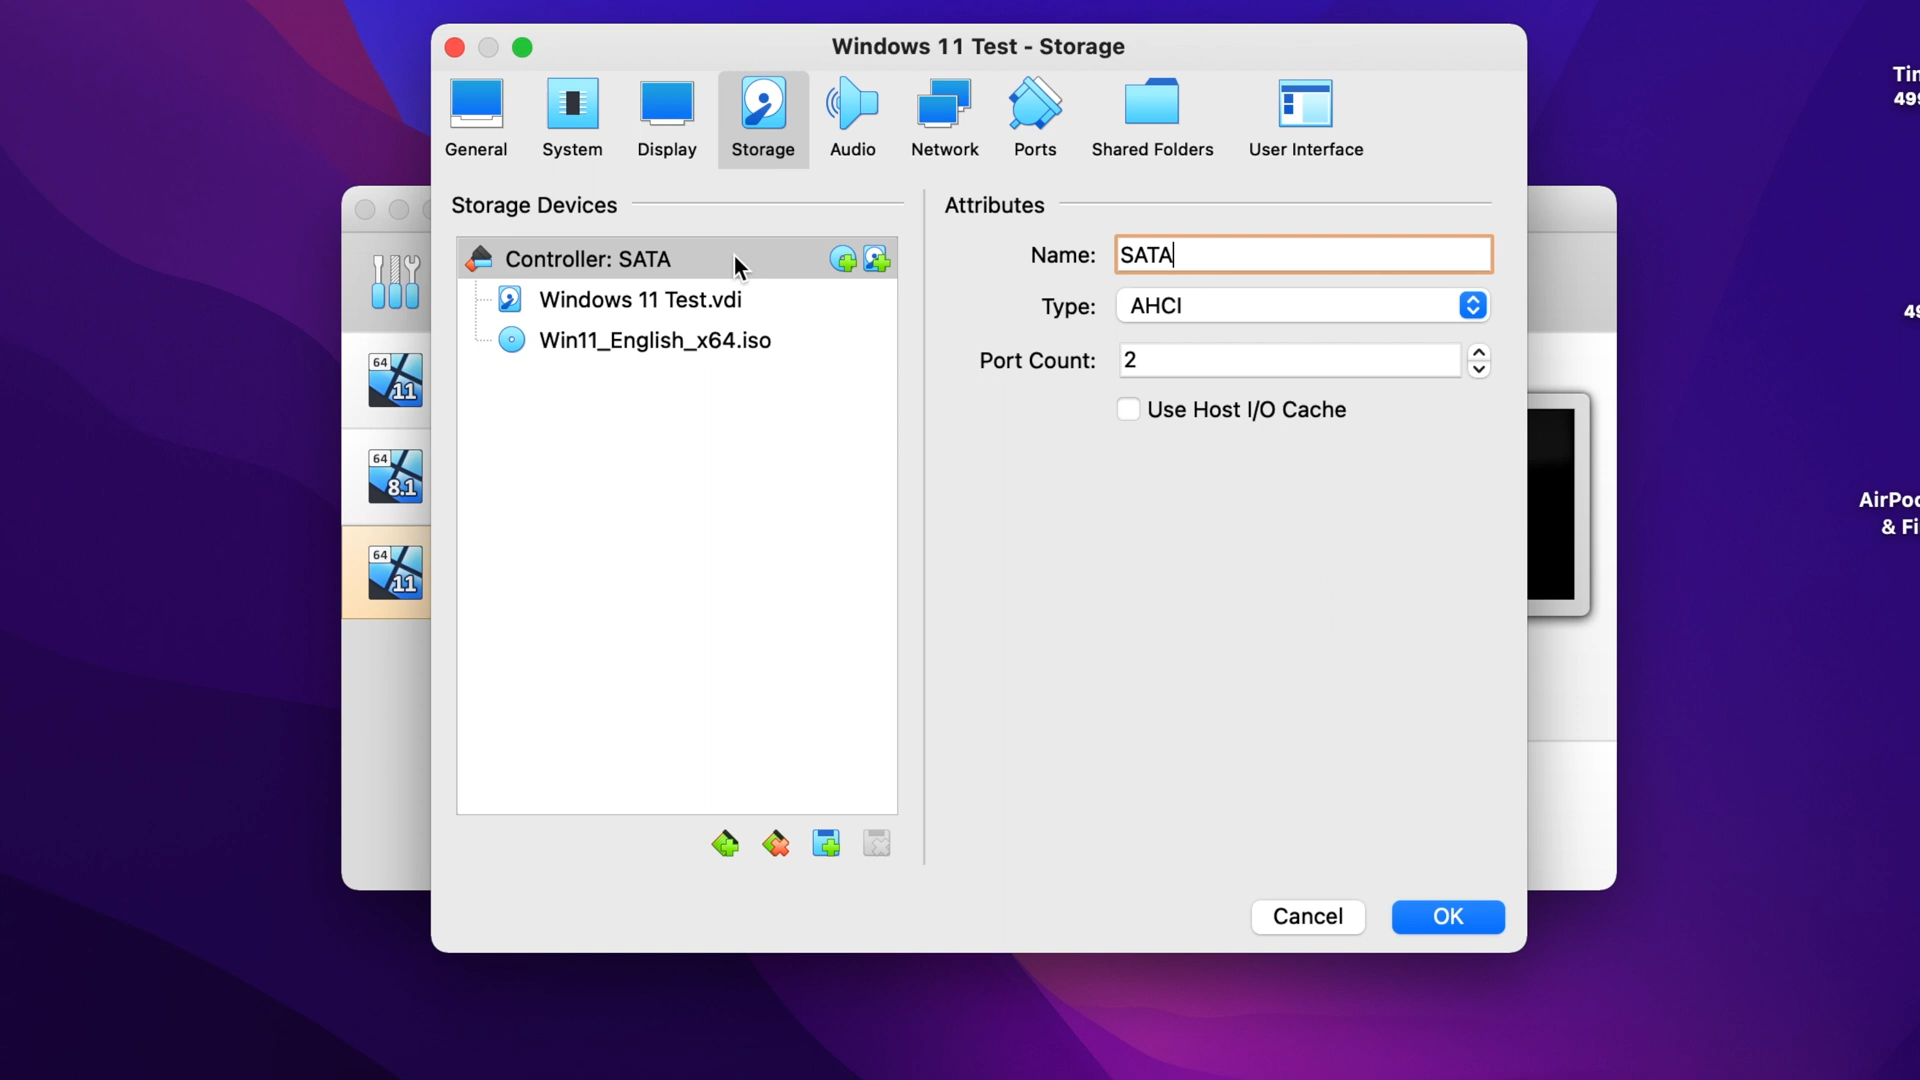 Windows 11 Test - Storage
General
System
Display
Storage
Audio
Network
Ports
Shared Folders
User Interface
Storage Devices
Controller: SATA
Windows 11 Test.vdi
Win11_English_x64.iso
Attributes
Name: SATA
Type: AHCI
Port Count: 2
Use Host I/O Cache
Cancel
OK
64
11
64
8.1
64
11
AirPod
& Fi